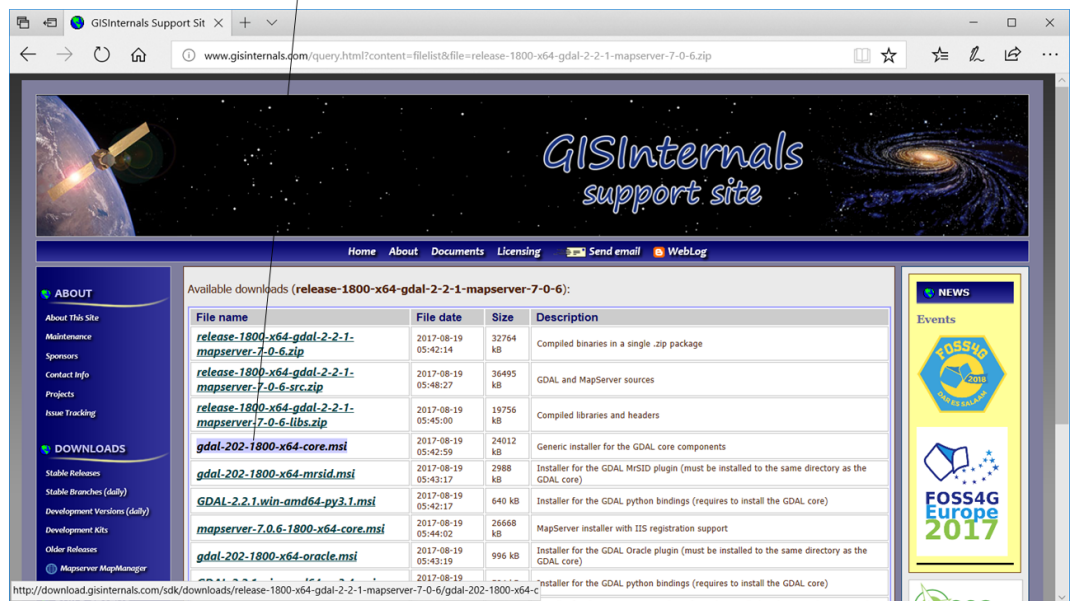 GISInternals Support Sit
www.gisinternals.com/query.html?content=filelist&file=release-1800-x64-gdal-2-2-1-mapserver-7-0-6.zip
GISInternals
support site
Home About Documents Licensing Send email WebLog
ABOUT
About This Site
Maintenance
Sponsors
Contact Info
Projects
Issue Tracking
DOWNLOADS
Stable Releases
Stable Branches (daily)
Development Versions (daily)
Development Kits
Older Releases
Mapserver MapManager
Available downloads (release-1800-x64-gdal-2-2-1-mapserver-7-0-6):
File name File date Size Description
release-1800-x64-gdal-2-2-1-
mapserver-7-0-6.zip
2017-08-19
05:42:14
32764
kB
Compiled binaries in a single .zip package
release-1800-x64-gdal-2-2-1-
mapserver-7-0-6-src.zip
2017-08-19
05:48:27
36495
kB
GDAL and MapServer sources
release-1800-x64-gdal-2-2-1-
mapserver-7-0-6-libs.zip
2017-08-19
05:45:00
19756
kB
Compiled libraries and headers
gdal-202-1800-x64-core.msi
2017-08-19
05:42:59
24012
kB
Generic installer for the GDAL core components
gdal-202-1800-x64-mrsid.msi
2017-08-19
05:43:17
2988
kB
Installer for the GDAL MrSID plugin (must be installed to the same directory as the
GDAL core)
GDAL-2.2.1.win-amd64-py3.1.msi
2017-08-19
05:42:17
640 kB
Installer for the GDAL python bindings (requires to install the GDAL core)
mapserver-7.0.6-1800-x64-core.msi
2017-08-19
05:44:02
26668
kB
MapServer installer with IIS registration support
gdal-202-1800-x64-oracle.msi
2017-08-19
05:43:19
996 kB
Installer for the GDAL Oracle plugin (must be installed to the same directory as the
GDAL core)
2017-08-19
Installer for the GDAL python bindings (requires to install the GDAL core)
NEWS
Events
FOSS4G
2018
DAR ES SALAAM
FOSS4G
Europe
2017
http://download.gisinternals.com/sdk/downloads/release-1800-x64-gdal-2-2-1-mapserver-7-0-6/gdal-202-1800-x64-c